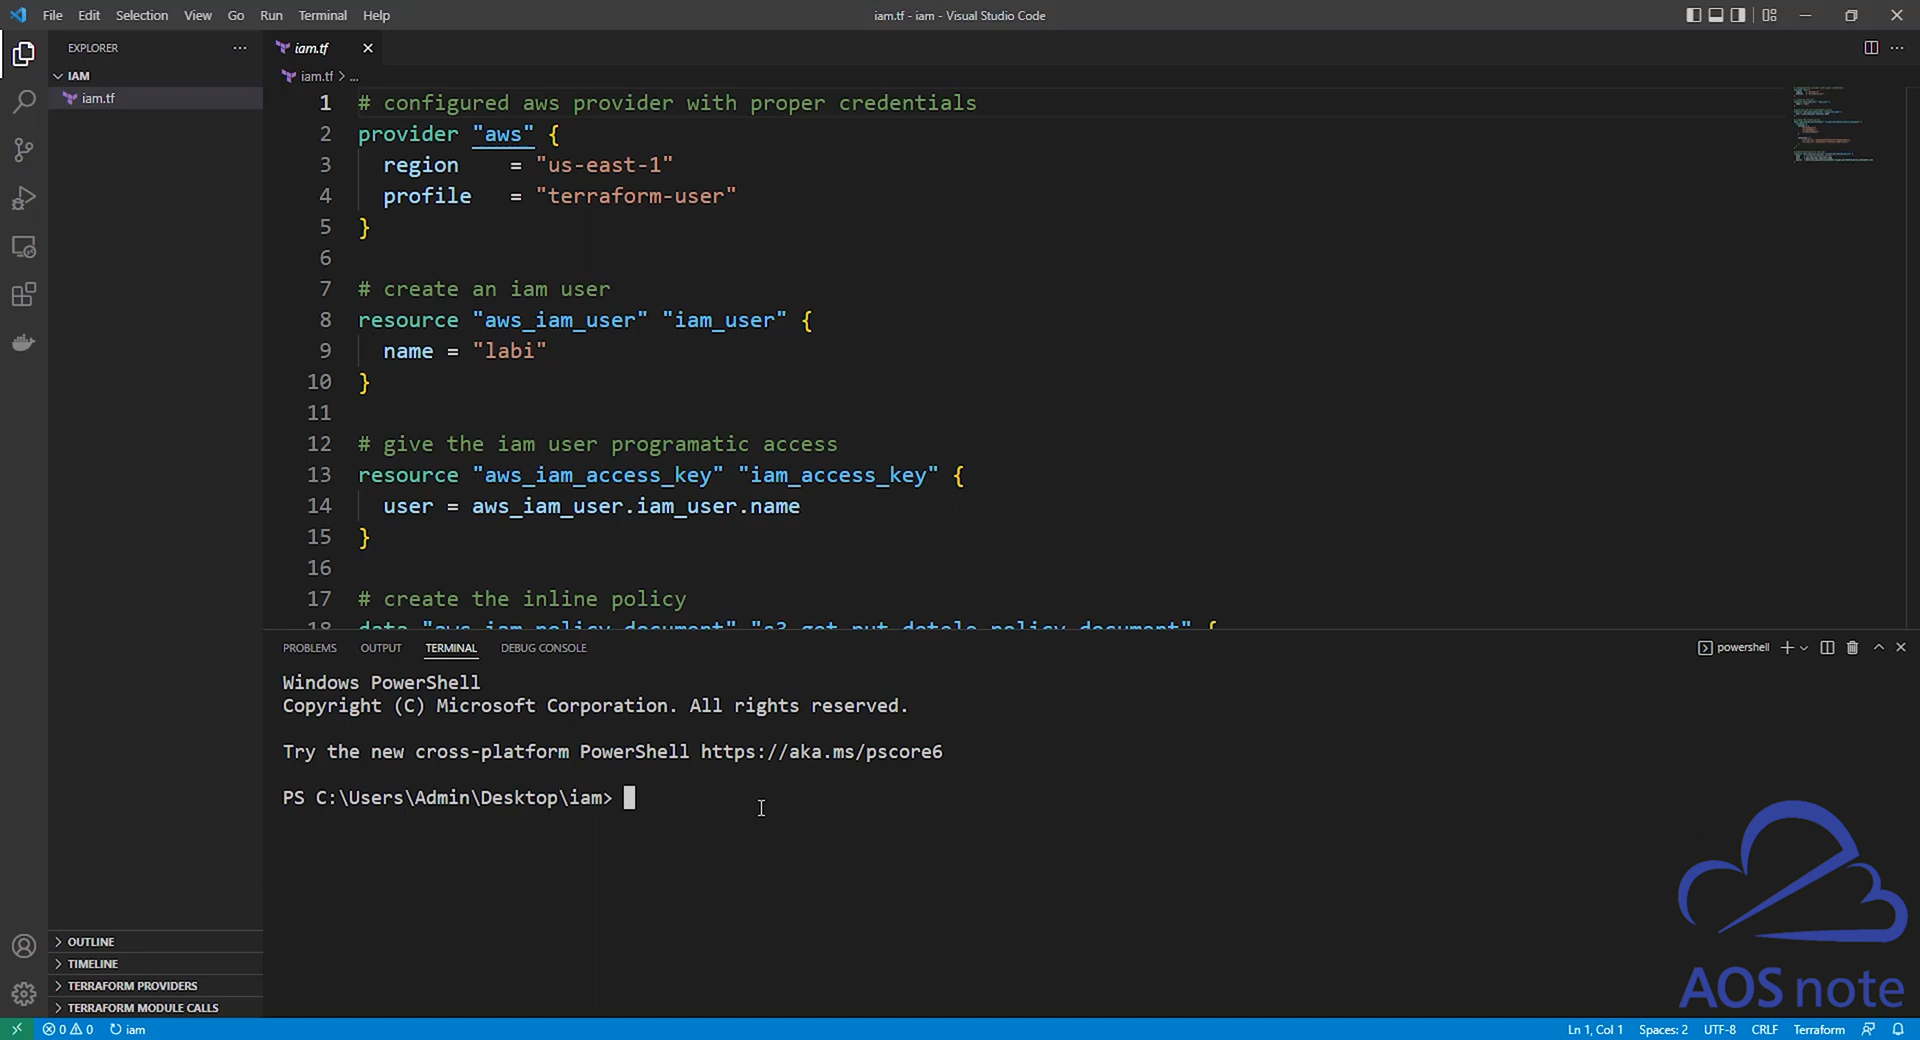 File Edit Selection View Go Run Terminal Help
iam.tf - iam - Visual Studio Code
EXPLORER
IAM
iam.tf
iam.tf
iam.tf > ...
1 # configured aws provider with proper credentials
2 provider "aws" {
3 region = "us-east-1"
4 profile = "terraform-user"
5 }
6
7 # create an iam user
8 resource "aws_iam_user" "iam_user" {
9 name = "labi"
10 }
11
12 # give the iam user programatic access
13 resource "aws_iam_access_key" "iam_access_key" {
14 user = aws_iam_user.iam_user.name
15 }
16
17 # create the inline policy
18 data "aws_iam_policy_document" "s3_get_put_detele_policy_document" {
PROBLEMS OUTPUT TERMINAL DEBUG CONSOLE
powershell
Windows PowerShell
Copyright (C) Microsoft Corporation. All rights reserved.
Try the new cross-platform PowerShell https://aka.ms/pscore6
PS C:\Users\Admin\Desktop\iam>
OUTLINE
TIMELINE
TERRAFORM PROVIDERS
TERRAFORM MODULE CALLS
AOS note
0 0 iam
Ln 1, Col 1 Spaces: 2 UTF-8 CRLF Terraform